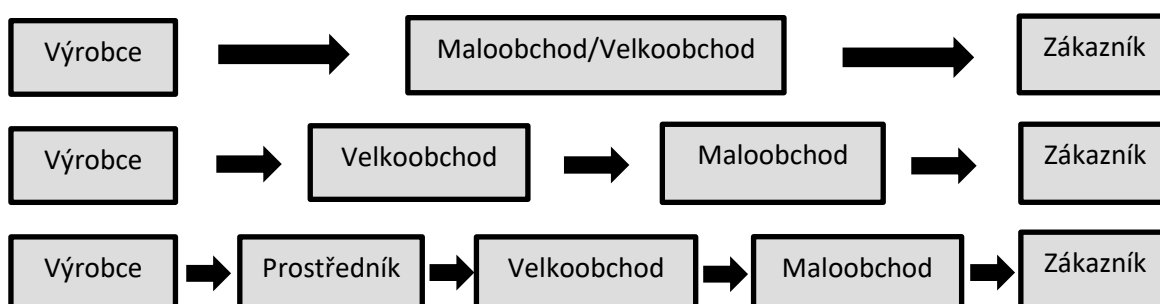 Výrobce Maloobchod/Velkoobchod Zákazník
Výrobce Velkoobchod Maloobchod Zákazník
Výrobce Prostředník Velkoobchod Maloobchod Zákazník